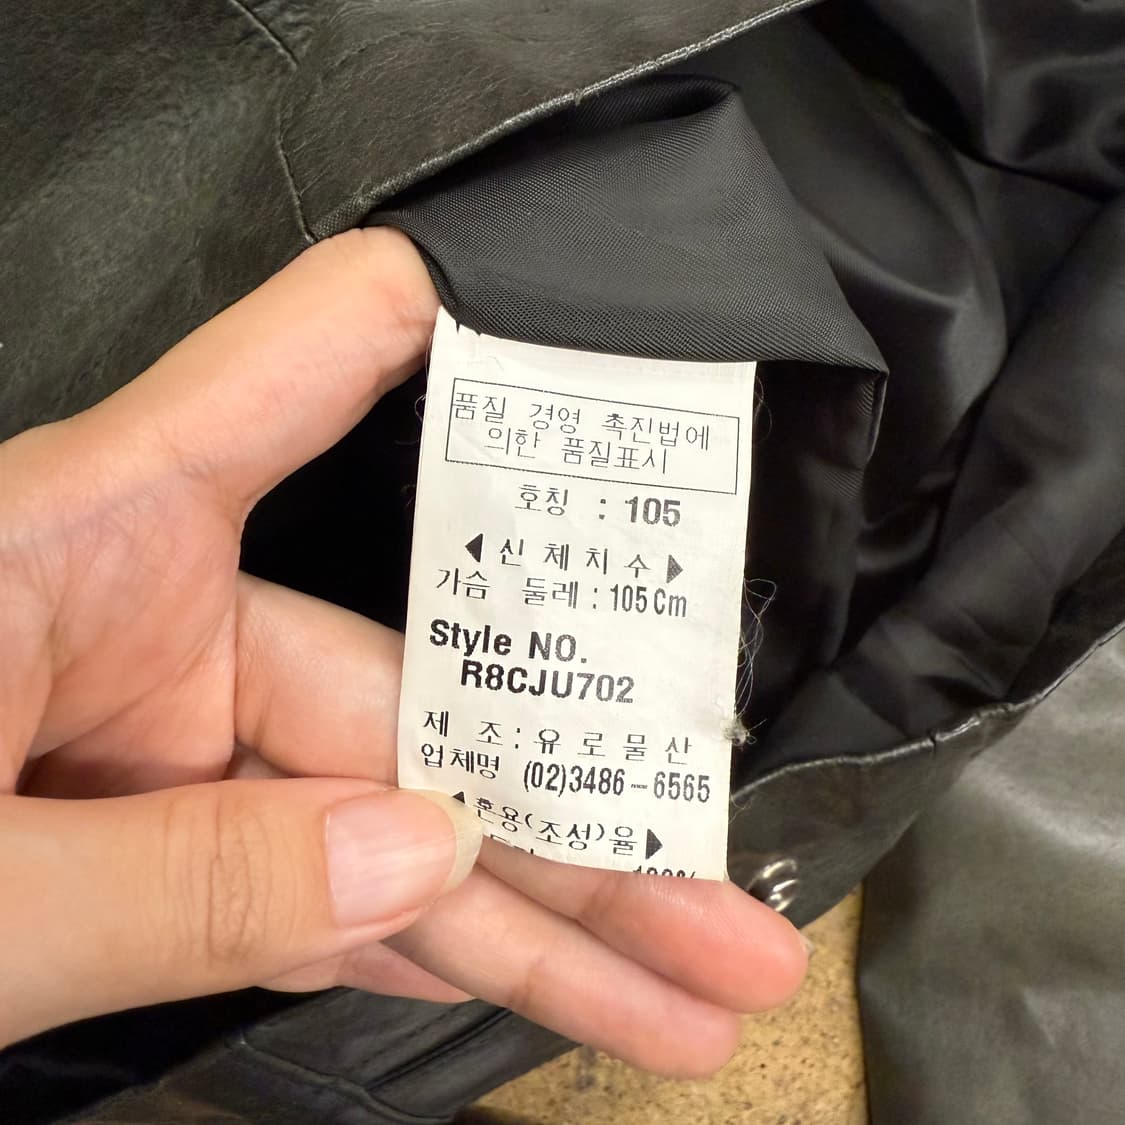 품질 경영 촉진법에
의한 품질표시
호칭 : 105
◀ 신 체 치 수 ▶
가슴 둘레 : 105 Cm
Style NO.
R8CJU702
제 조 : 유 로 물 산
업체명 (02)3486-6565
◀혼용(조성)율▶